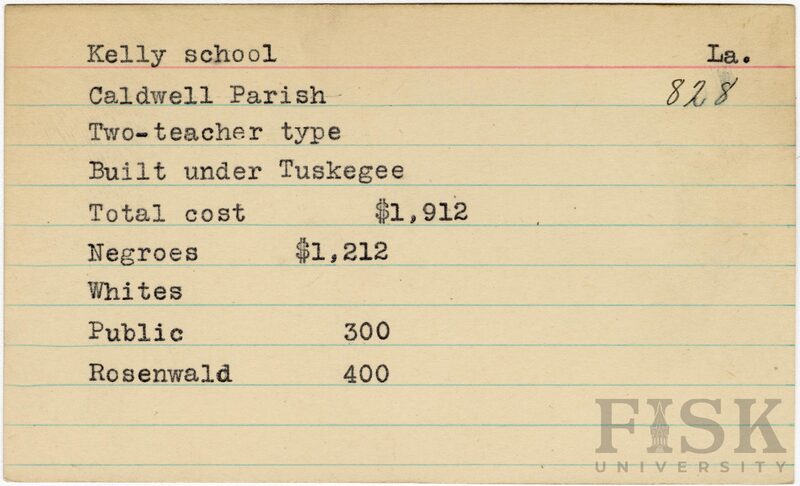 Kelly school La.
Caldwell Parish 828
Two-teacher type
Built under Tuskegee
Total cost $1,912
Negroes $1,212
Whites
Public 300
Rosenwald 400
FISK
UNIVERSITY